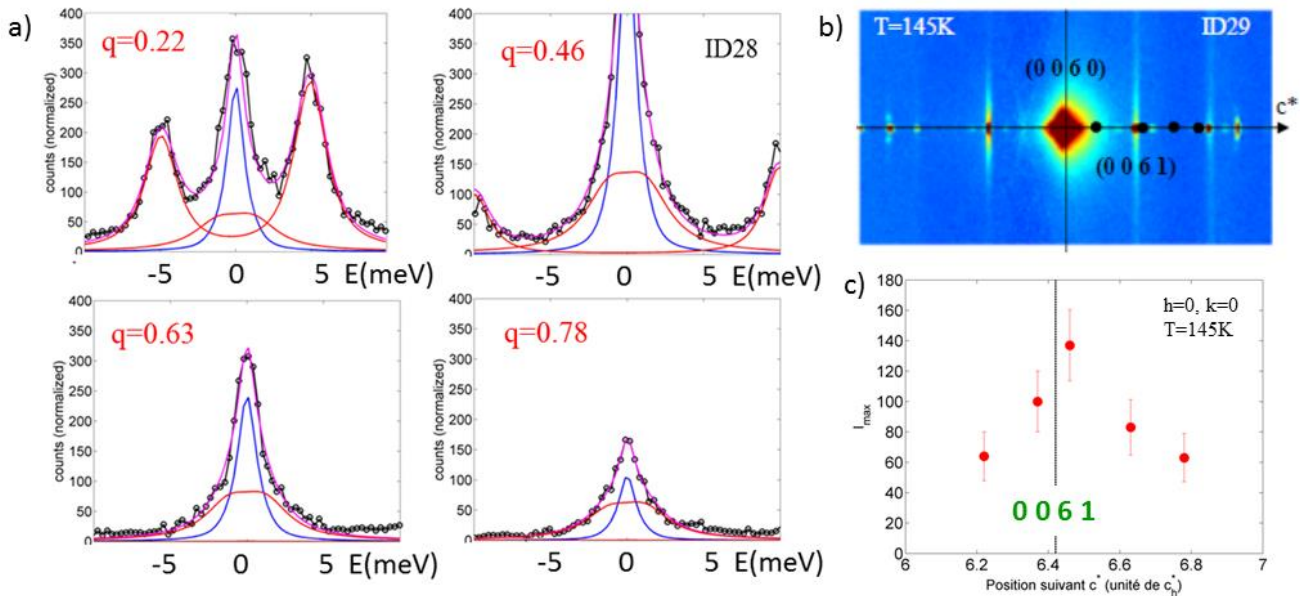 a)
q=0.22
400
350
300
250
200
150
100
50
0
counts (normalized)
-5 0 5 E(meV)
q=0.46
ID28
400
350
300
250
200
150
100
50
0
counts (normalized)
-5 0 5 E(meV)
q=0.63
400
350
300
250
200
150
100
50
0
counts (normalized)
-5 0 5 E(meV)
q=0.78
400
350
300
250
200
150
100
50
0
counts (normalized)
-5 0 5 E(meV)
b)
T=145K ID29
(0 0 6 0)
c*
(0 0 6 1)
c)
h=0, k=0
T=145K
180
160
140
120
100
80
60
40
20
0
I_max
0 0 6 1
6 6.2 6.4 6.6 6.8 7
Position suivant c* (unité de c*_h)